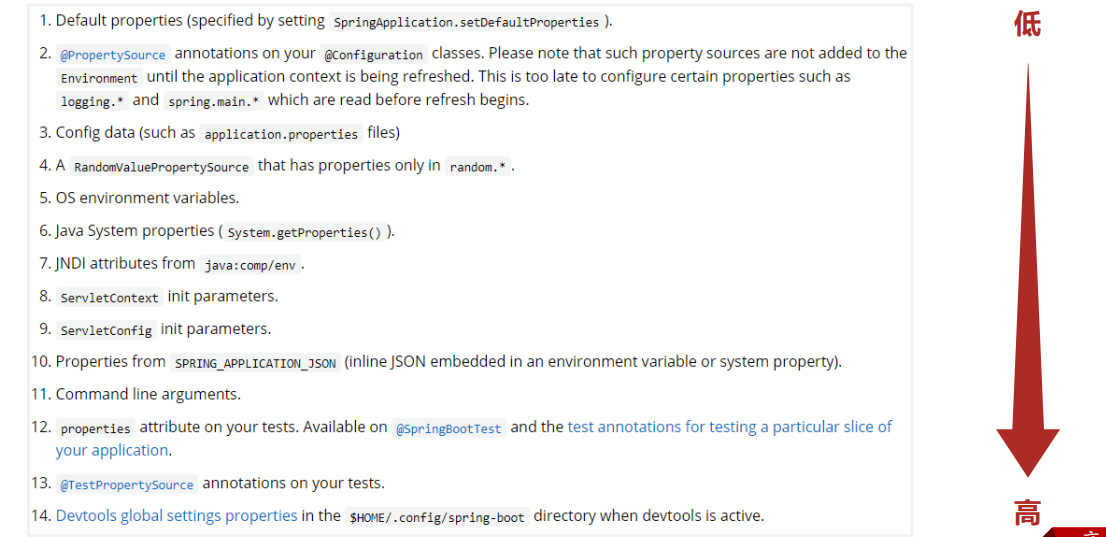 1. Default properties (specified by setting SpringApplication.setDefaultProperties ).
低
2. @PropertySource annotations on your @Configuration classes. Please note that such property sources are not added to the
Environment until the application context is being refreshed. This is too late to configure certain properties such as
logging.* and spring.main.* which are read before refresh begins.
3. Config data (such as application.properties files)
4. A RandomValuePropertySource that has properties only in random.* .
5. OS environment variables.
6. Java System properties ( System.getProperties() ).
7. JNDI attributes from java:comp/env .
8. ServletContext init parameters.
9. ServletConfig init parameters.
10. Properties from SPRING_APPLICATION_JSON (inline JSON embedded in an environment variable or system property).
11. Command line arguments.
12. properties attribute on your tests. Available on @SpringBootTest and the test annotations for testing a particular slice of
your application.
13. @TestPropertySource annotations on your tests.
14. Devtools global settings properties in the $HOME/.config/spring-boot directory when devtools is active.
高